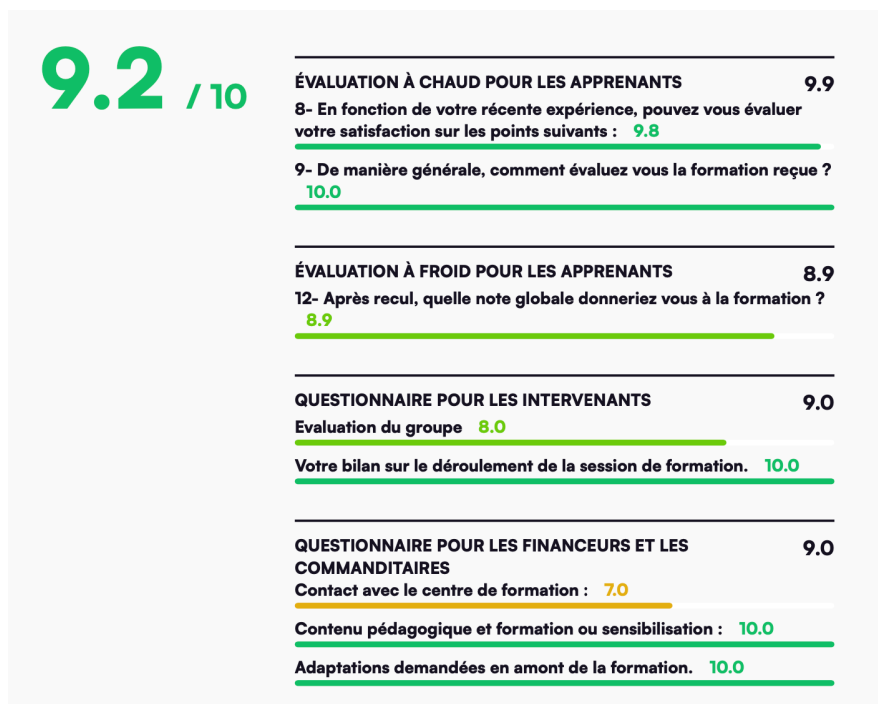 9.2 / 10
ÉVALUATION À CHAUD POUR LES APPRENANTS 9.9
8- En fonction de votre récente expérience, pouvez vous évaluer
votre satisfaction sur les points suivants : 9.8
9- De manière générale, comment évaluez vous la formation reçue ?
10.0
ÉVALUATION À FROID POUR LES APPRENANTS 8.9
12- Après recul, quelle note globale donneriez vous à la formation ?
8.9
QUESTIONNAIRE POUR LES INTERVENANTS 9.0
Evaluation du groupe 8.0
Votre bilan sur le déroulement de la session de formation. 10.0
QUESTIONNAIRE POUR LES FINANCEURS ET LES 9.0
COMMANDITAIRES
Contact avec le centre de formation : 7.0
Contenu pédagogique et formation ou sensibilisation : 10.0
Adaptations demandées en amont de la formation. 10.0